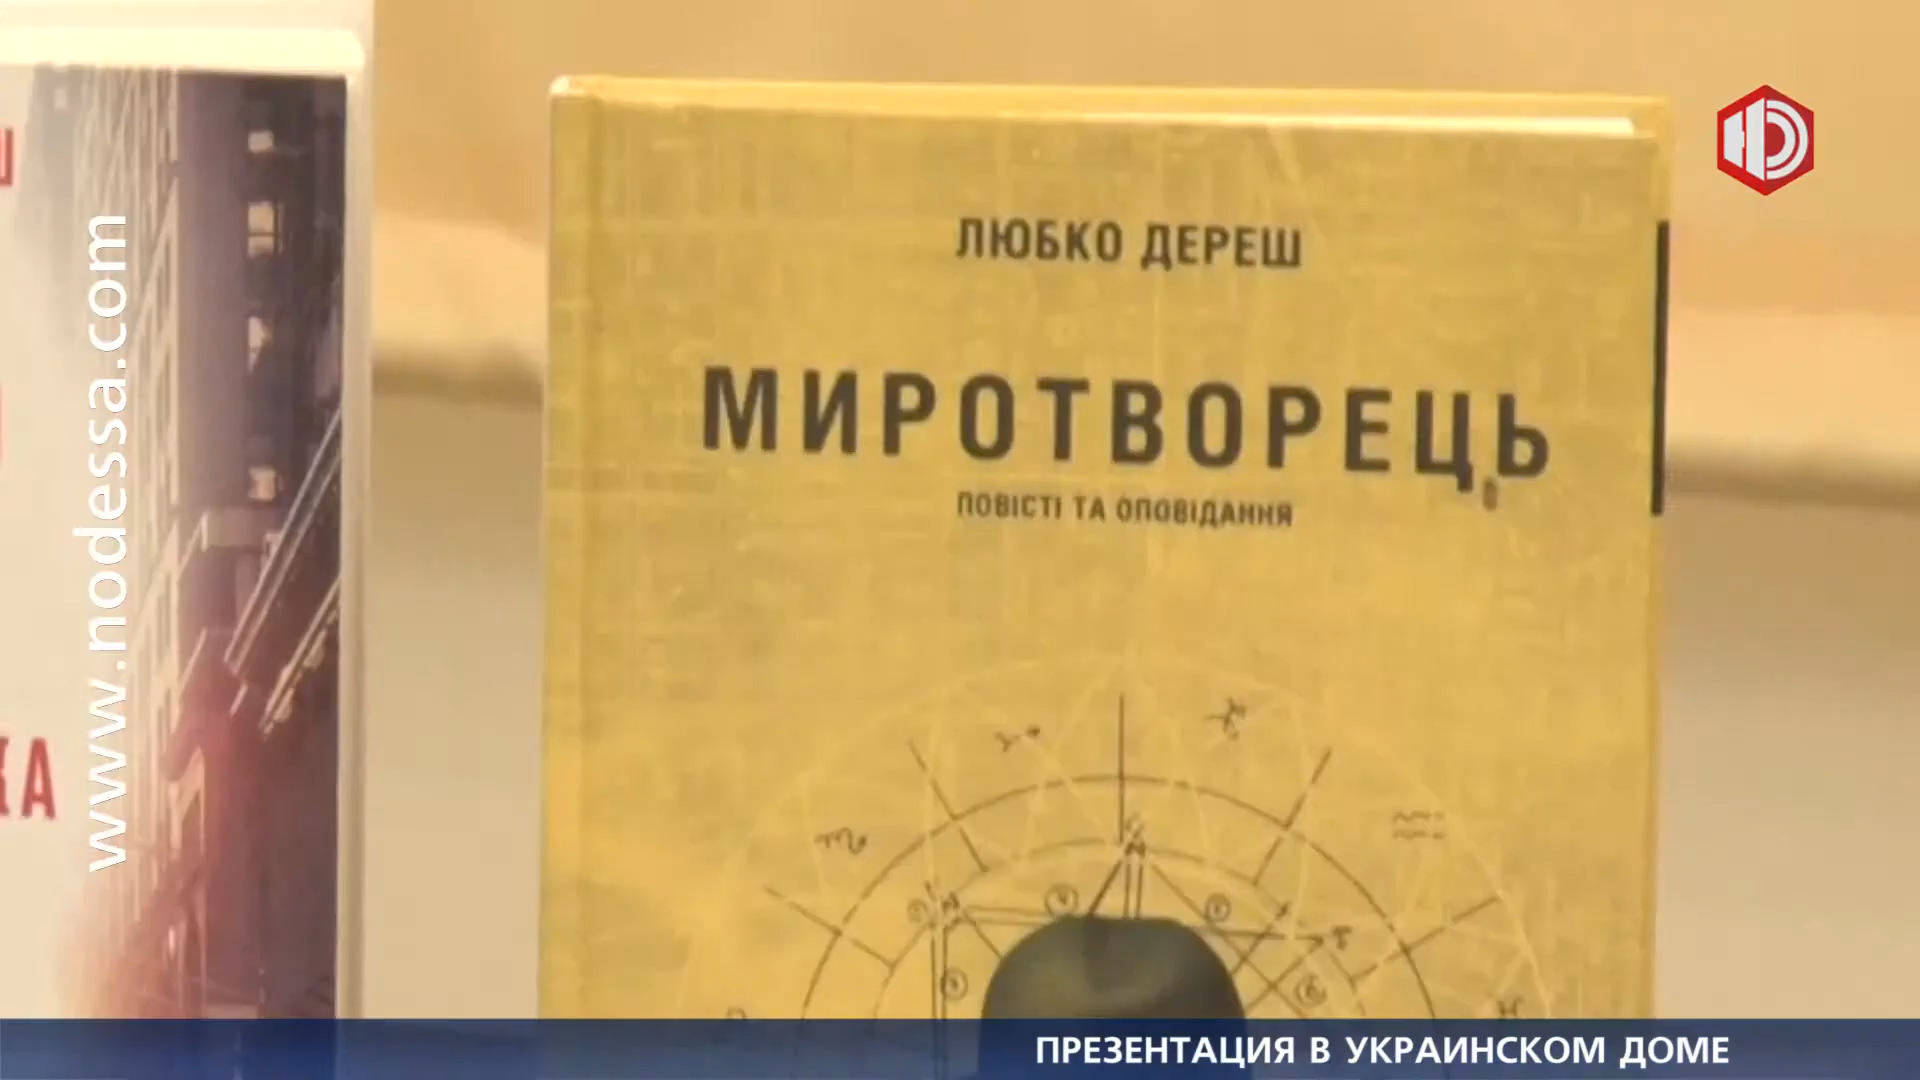 ЛЮБКО ДЕРЕШ
МИРОТВОРЕЦЬ
ПОВІСТІ ТА ОПОВІДАННЯ
www.nodessa.com
ПРЕЗЕНТАЦИЯ В УКРАИНСКОМ ДОМЕ